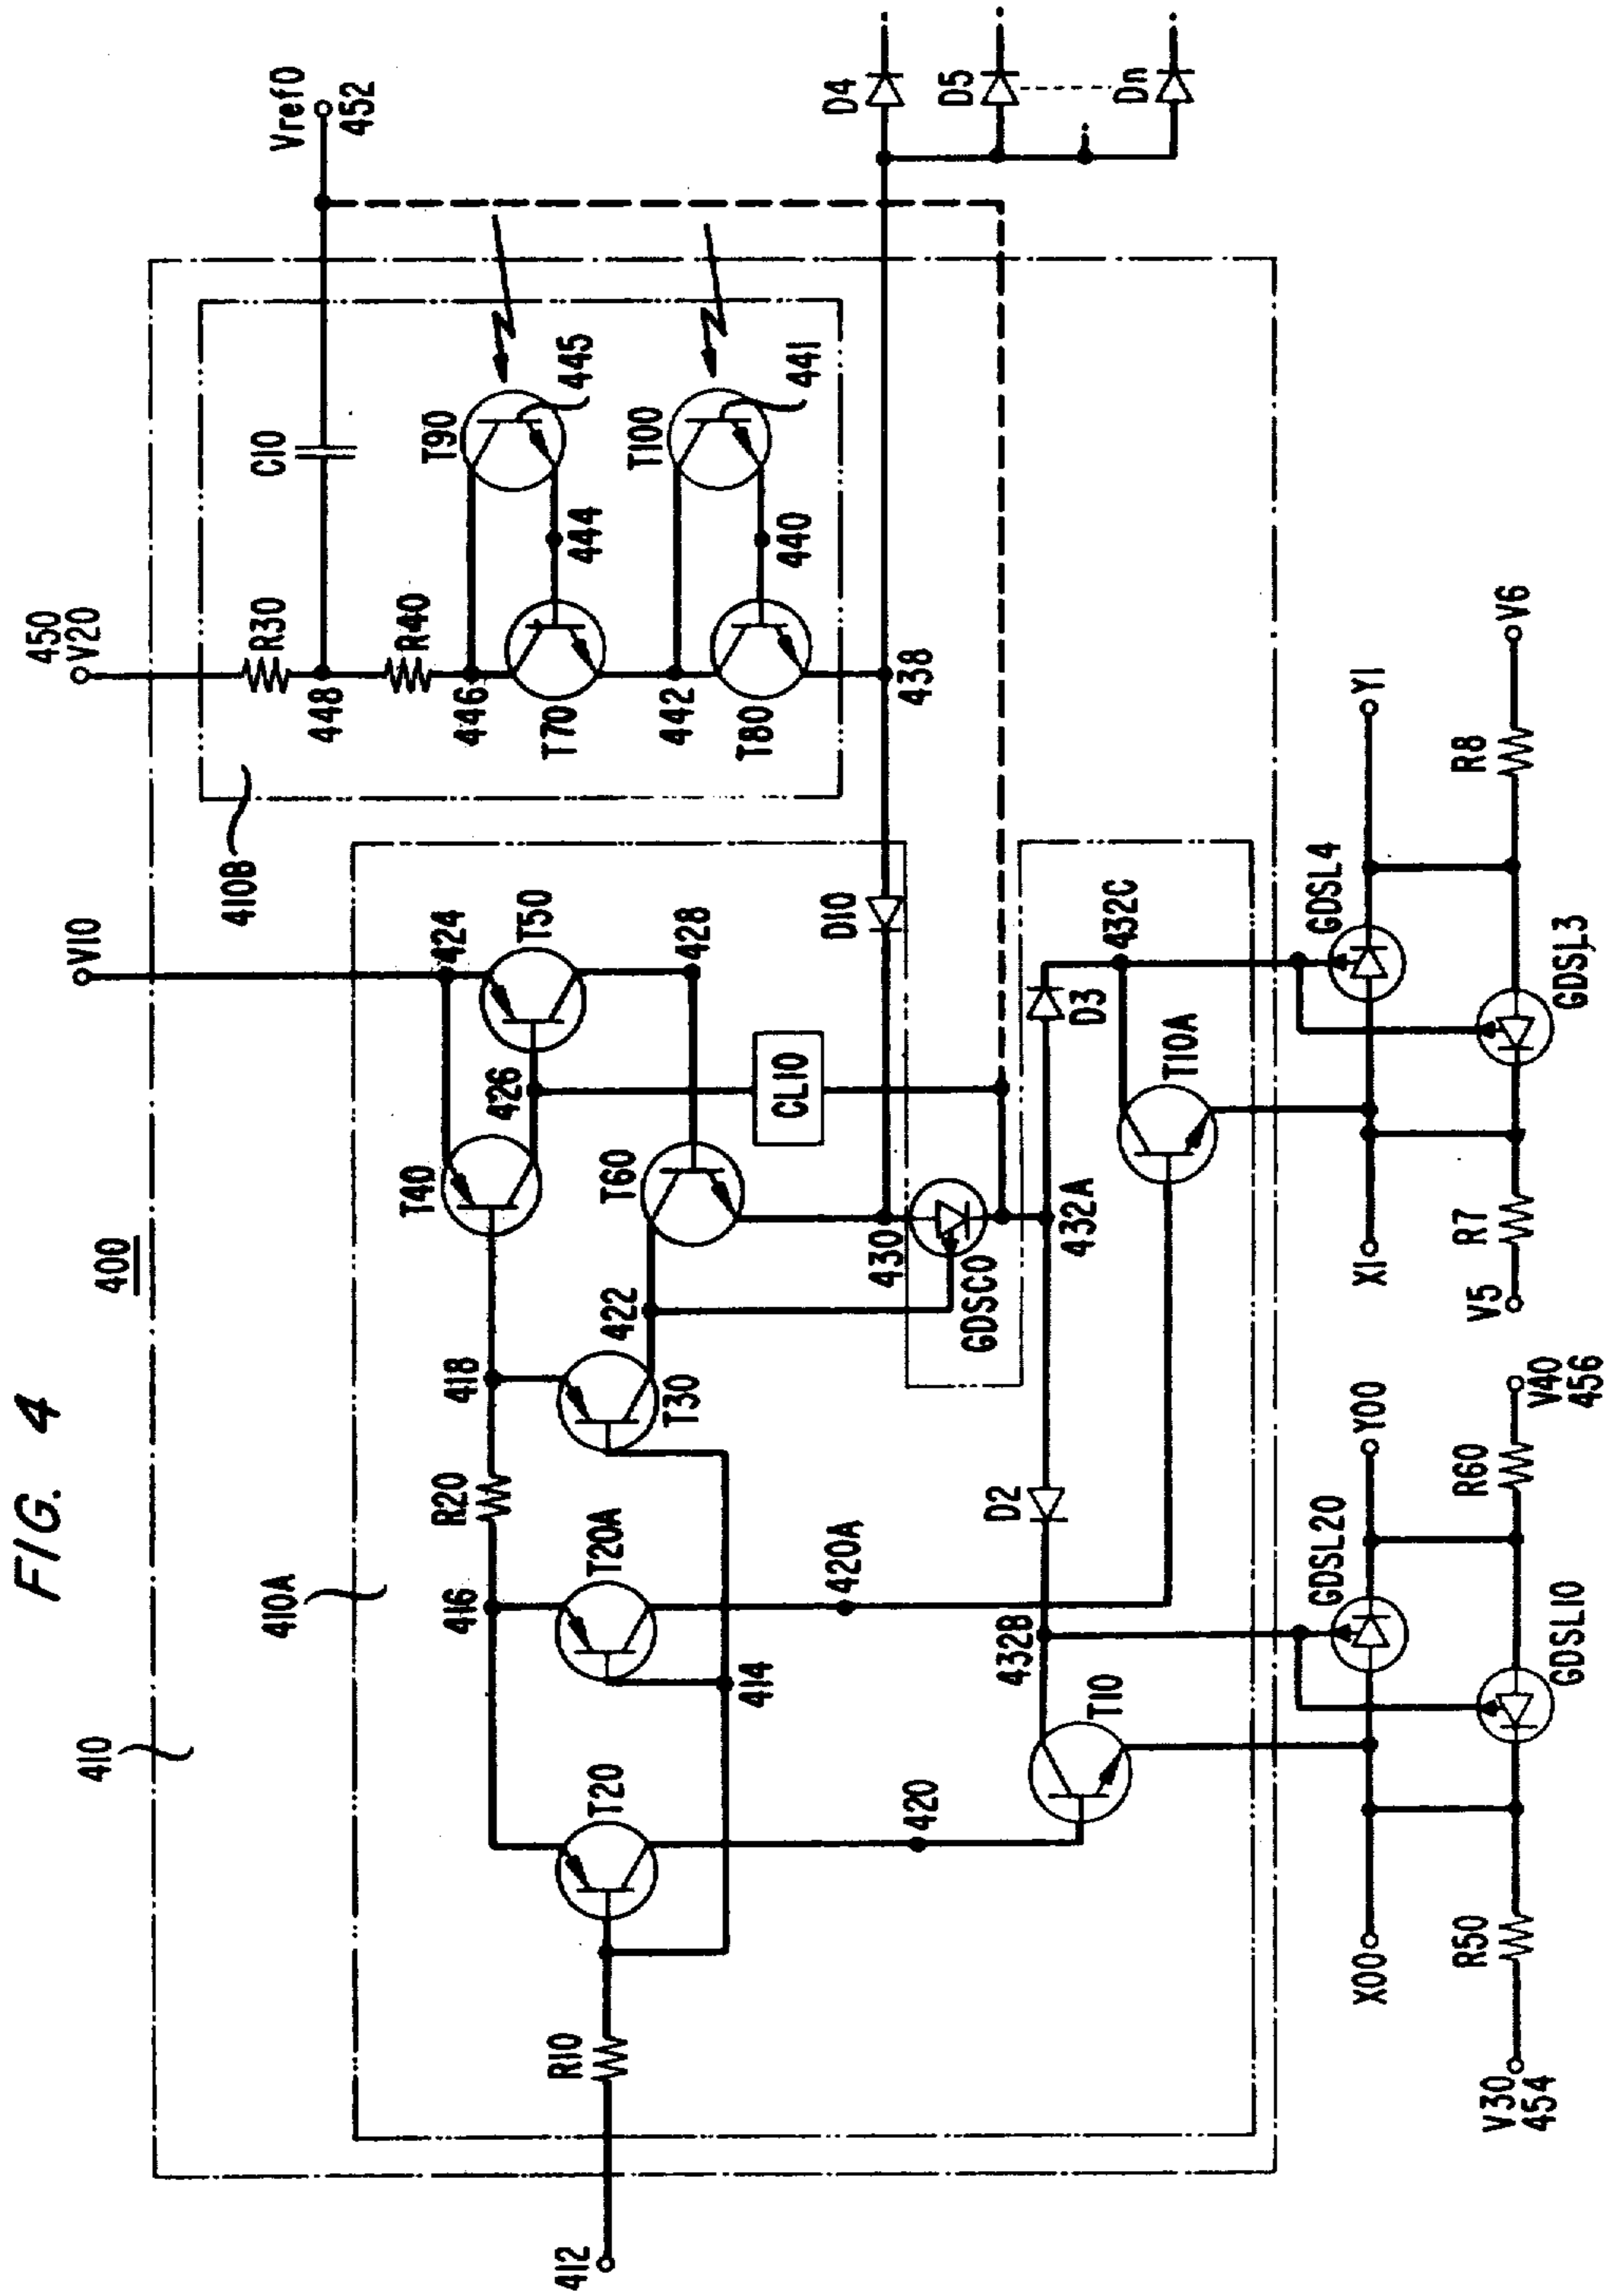 FIG. 4
400
410
410A
410B
450
V20
V10
Vref0
452
R30
C10
448
R40
446
T90
445
444
T70
442
T100
441
440
T80
438
D4
D5
Dn
424
T50
T40
426
428
CL10
T60
D10
430
422
GDSC0
418
T30
R20
416
T20A
414
420A
T20
420
R10
412
432A
D3
432C
T10A
D2
432B
T10
GDSL20
GDSL10
X00
Y00
R50
V30
454
R60
V40
456
GDSL4
GDSL3
X1
Y1
R7
V5
R8
V6